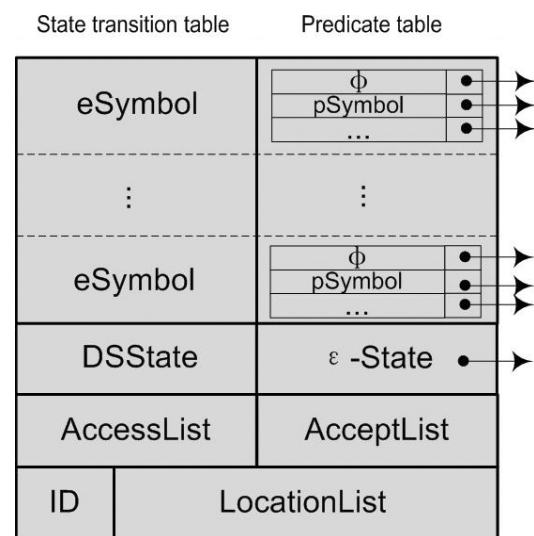 State transition table Predicate table
eSymbol
ϕ
pSymbol
...
⋮ ⋮
eSymbol
ϕ
pSymbol
...
DSState ε-State
AccessList AcceptList
ID LocationList